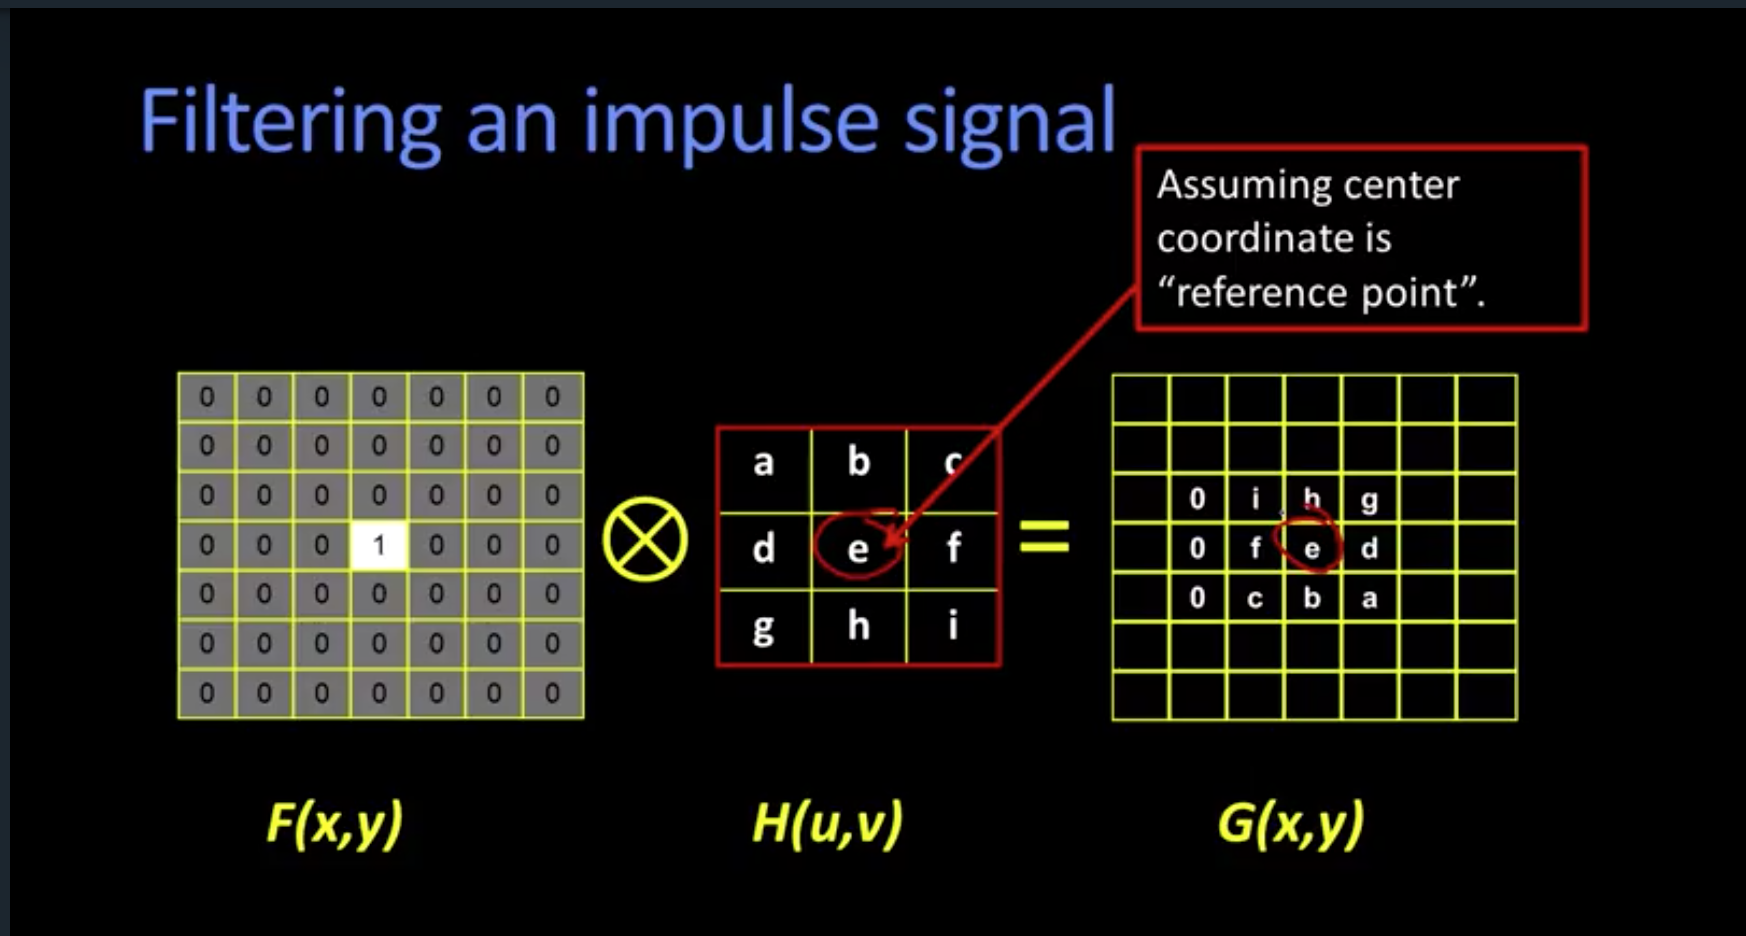 Filtering an impulse signal
Assuming center
coordinate is
“reference point”.
0 0 0 0 0 0 0
0 0 0 0 0 0 0
0 0 0 0 0 0 0
0 0 0 1 0 0 0
0 0 0 0 0 0 0
0 0 0 0 0 0 0
0 0 0 0 0 0 0
a b c
d e f
g h i
=
0 i h g
0 f e d
0 c b a
F(x,y)
H(u,v)
G(x,y)